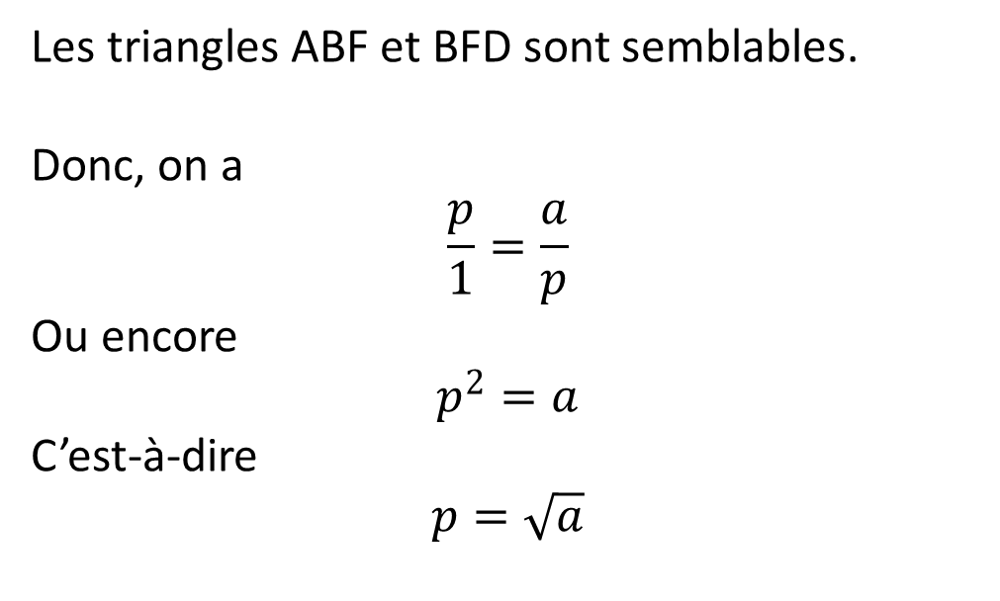 Les triangles ABF et BFD sont semblables.
Donc, on a
p/1 = a/p
Ou encore
p² = a
C’est-à-dire
p = √a